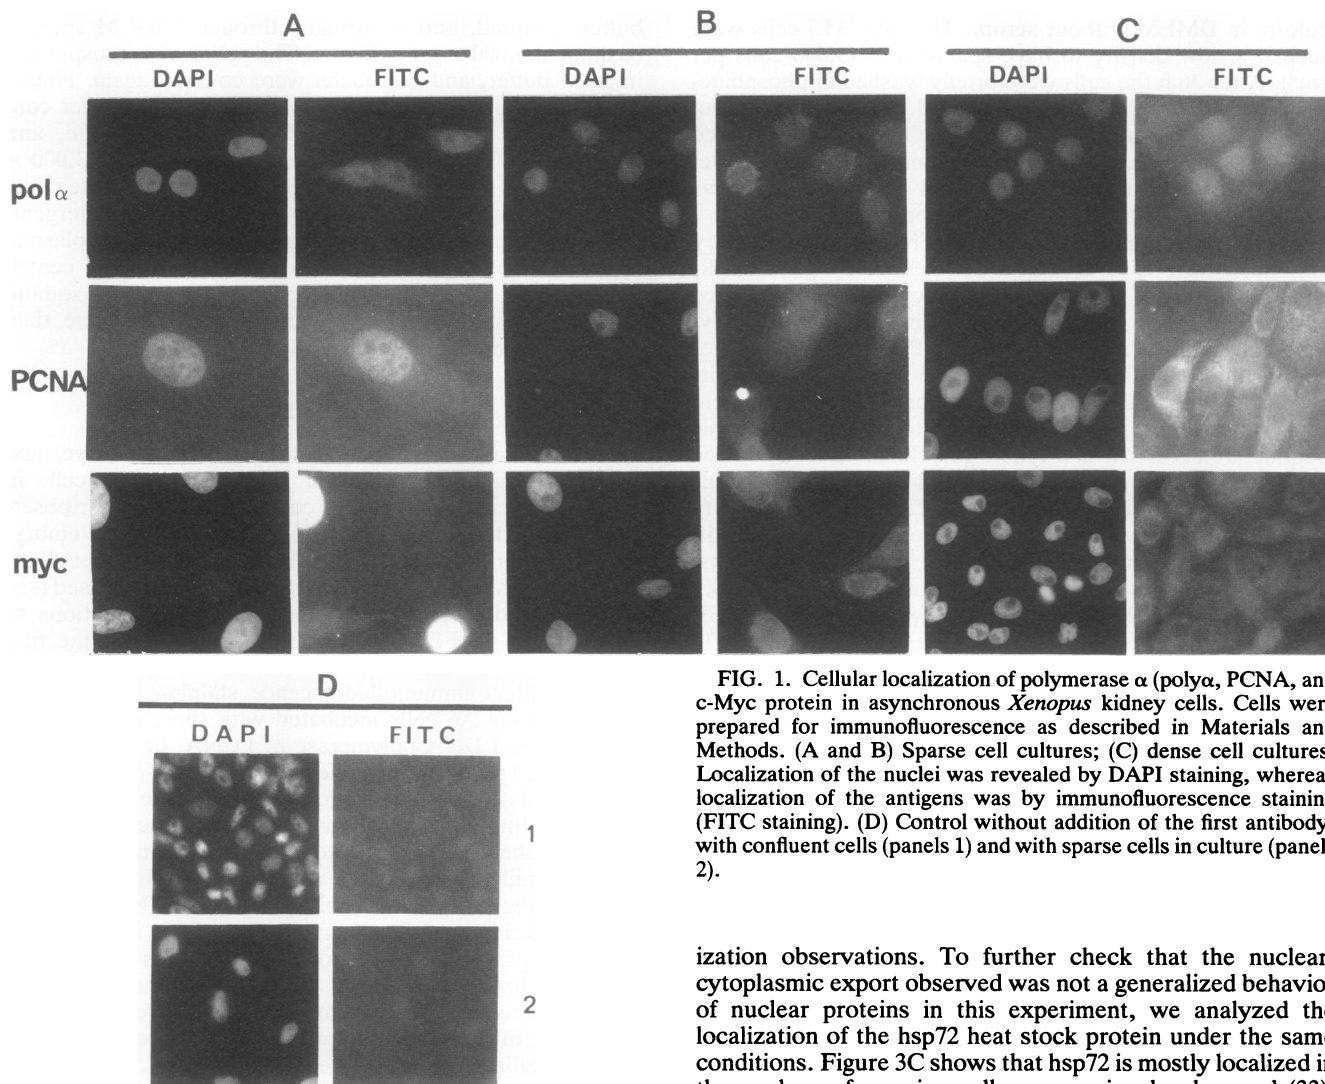 A
B
C
DAPI FITC DAPI FITC DAPI FITC
pol α
PCNA
myc
D
DAPI FITC
1
2
FIG. 1. Cellular localization of polymerase α (polyα, PCNA, an
c-Myc protein in asynchronous Xenopus kidney cells. Cells wer
prepared for immunofluorescence as described in Materials an
Methods. (A and B) Sparse cell cultures; (C) dense cell cultures
Localization of the nuclei was revealed by DAPI staining, wherea
localization of the antigens was by immunofluorescence stainin
(FITC staining). (D) Control without addition of the first antibody
with confluent cells (panels 1) and with sparse cells in culture (panel
2).
ization observations. To further check that the nuclear
cytoplasmic export observed was not a generalized behavio
of nuclear proteins in this experiment, we analyzed th
localization of the hsp72 heat stock protein under the sam
conditions. Figure 3C shows that hsp72 is mostly localized i